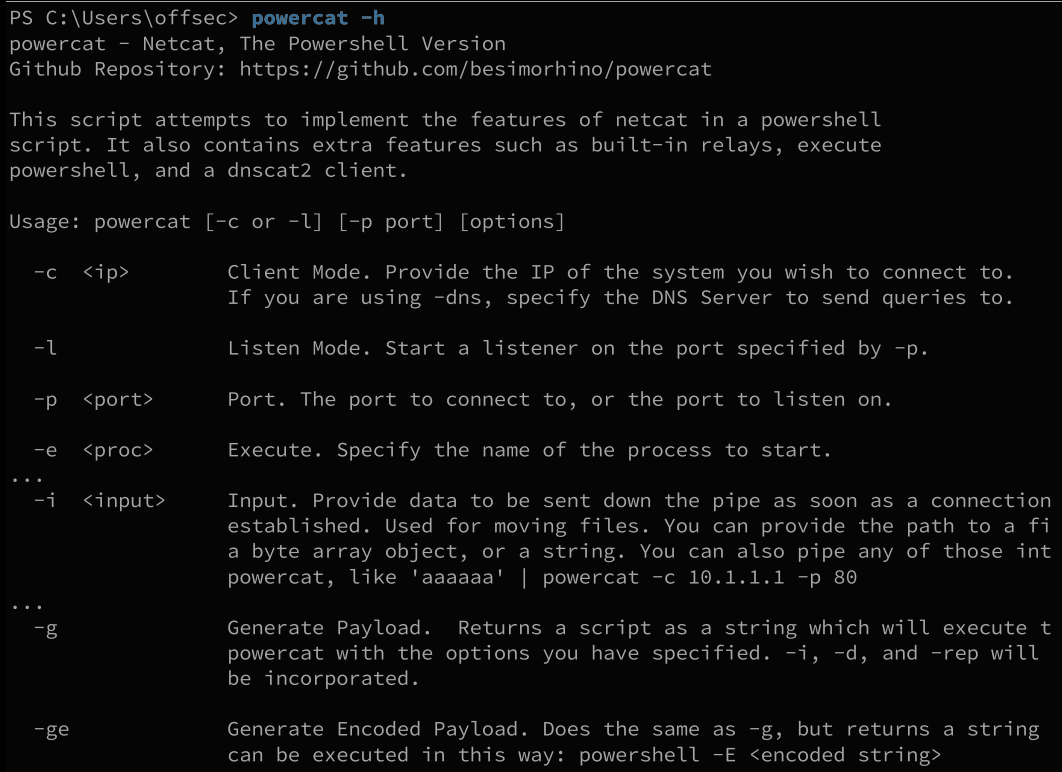 PS C:\Users\offsec> powercat -h
powercat - Netcat, The Powershell Version
Github Repository: https://github.com/besimorhino/powercat
This script attempts to implement the features of netcat in a powershell
script. It also contains extra features such as built-in relays, execute
powershell, and a dnscat2 client.
Usage: powercat [-c or -l] [-p port] [options]
-c <ip> Client Mode. Provide the IP of the system you wish to connect to.
If you are using -dns, specify the DNS Server to send queries to.
-l Listen Mode. Start a listener on the port specified by -p.
-p <port> Port. The port to connect to, or the port to listen on.
-e <proc> Execute. Specify the name of the process to start.
...
-i <input> Input. Provide data to be sent down the pipe as soon as a connection
established. Used for moving files. You can provide the path to a fi
a byte array object, or a string. You can also pipe any of those int
powercat, like 'aaaaaa' | powercat -c 10.1.1.1 -p 80
...
-g Generate Payload.  Returns a script as a string which will execute t
powercat with the options you have specified. -i, -d, and -rep will
be incorporated.
-ge Generate Encoded Payload. Does the same as -g, but returns a string
can be executed in this way: powershell -E <encoded string>